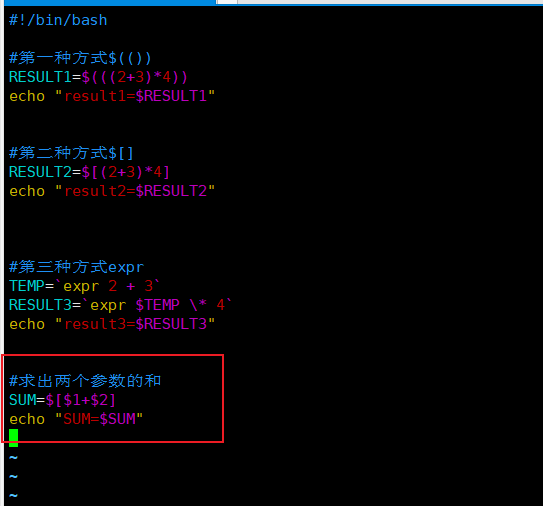 #!/bin/bash
#第一种方式$(())
RESULT1=$(((2+3)*4))
echo "result1=$RESULT1"
#第二种方式$[]
RESULT2=$[(2+3)*4]
echo "result2=$RESULT2"
#第三种方式expr
TEMP=`expr 2 + 3`
RESULT3=`expr $TEMP \* 4`
echo "result3=$RESULT3"
#求出两个参数的和
SUM=$[$1+$2]
echo "SUM=$SUM"
~
~
~